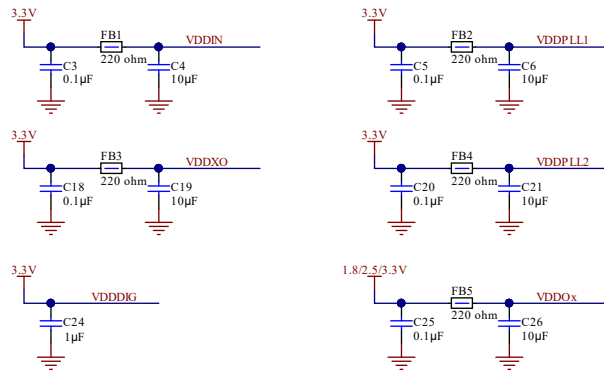 3.3V
FB1
VDDIN
C3
0.1µF
220 ohm
C4
10µF
3.3V
FB2
VDDPLL1
C5
0.1µF
220 ohm
C6
10µF
3.3V
FB3
VDDXO
C18
0.1µF
220 ohm
C19
10µF
3.3V
FB4
VDDPLL2
C20
0.1µF
220 ohm
C21
10µF
3.3V
VDDDIG
C24
1µF
1.8/2.5/3.3V
FB5
VDDOx
C25
0.1µF
220 ohm
C26
10µF